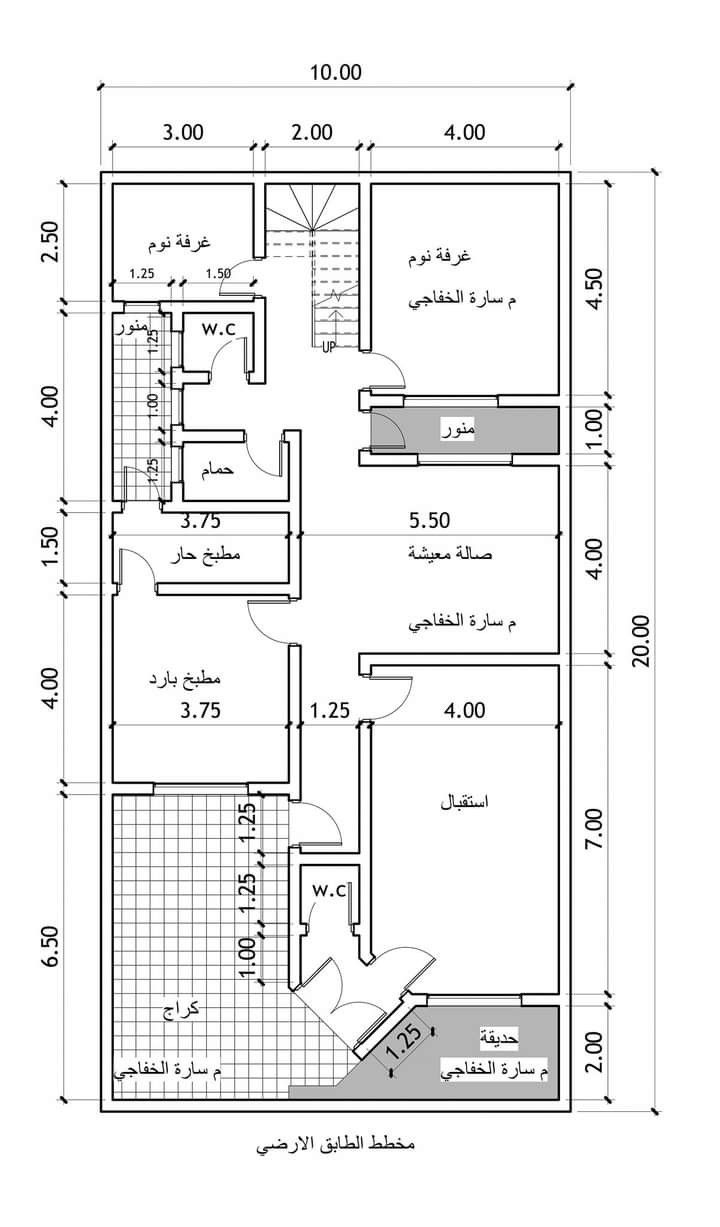 10.00
3.00
2.00
4.00
2.50
غرفة نوم
1.25
1.50
غرفة نوم
م سارة الخفاجي
4.50
منور
1.25
w.c
UP
4.00
1.00
منور
1.00
1.25
حمام
3.75
5.50
1.50
مطبخ حار
صالة معيشة
4.00
م سارة الخفاجي
20.00
4.00
مطبخ بارد
3.75
1.25
4.00
استقبال
1.25
7.00
1.25
w.c
6.50
1.00
كراج
م سارة الخفاجي
1.25
حديقة
م سارة الخفاجي
2.00
مخطط الطابق الارضي